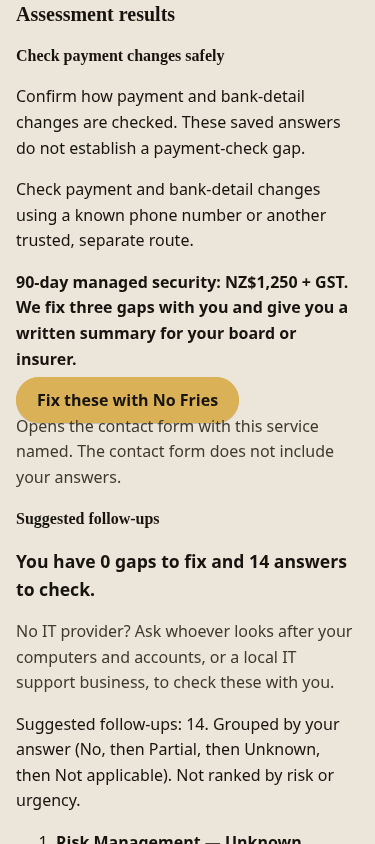 Assessment results
Check payment changes safely
Confirm how payment and bank-detail
changes are checked. These saved answers
do not establish a payment-check gap.
Check payment and bank-detail changes
using a known phone number or another
trusted, separate route.
90-day managed security: NZ$1,250 + GST.
We fix three gaps with you and give you a
written summary for your board or
insurer.
Fix these with No Fries
Opens the contact form with this service
named. The contact form does not include
your answers.
Suggested follow-ups
You have 0 gaps to fix and 14 answers
to check.
No IT provider? Ask whoever looks after your
computers and accounts, or a local IT
support business, to check these with you.
Suggested follow-ups: 14. Grouped by your
answer (No, then Partial, then Unknown,
then Not applicable). Not ranked by risk or
urgency.
1. Risk Management — Unknown